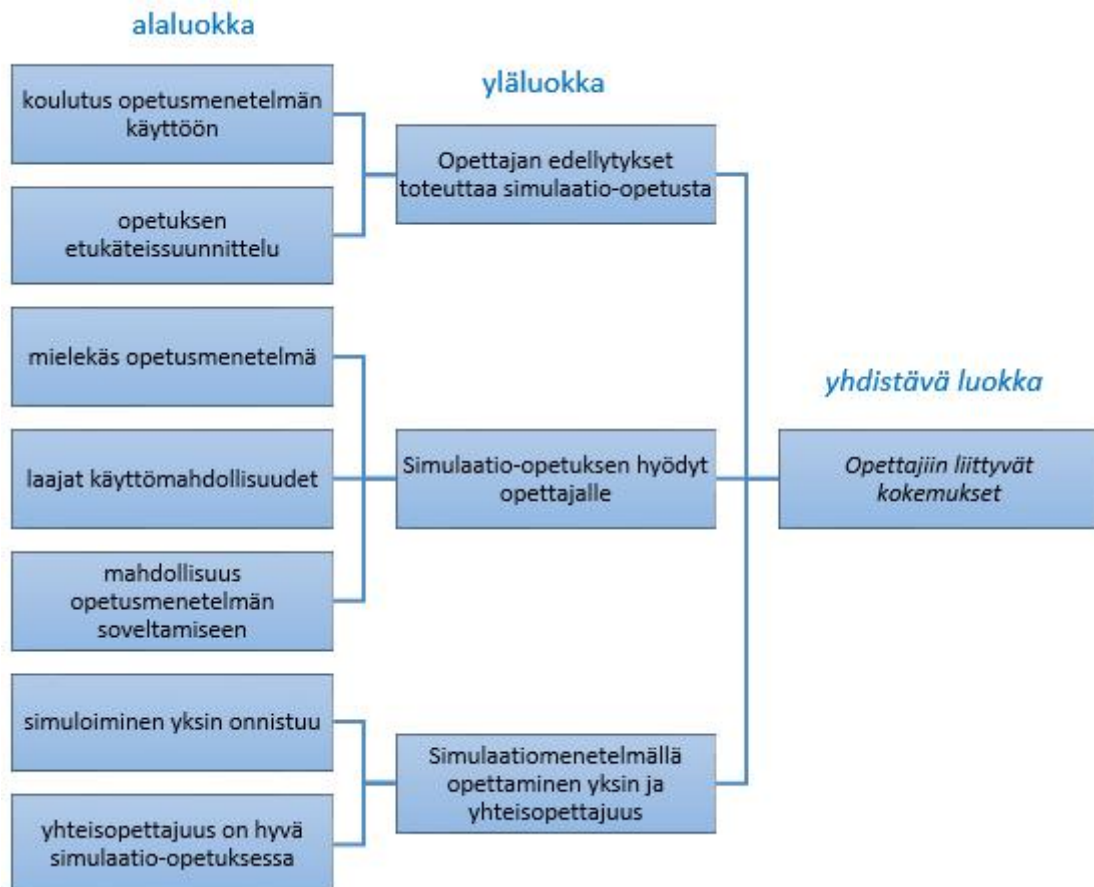 alaluokka
koulutus opetusmenetelmän
käyttöön
opetuksen
etukäteissuunnittelu
mielekäs opetusmenetelmä
laajat käyttömahdollisuudet
mahdollisuus
opetusmenetelmän
soveltamiseen
simuloiminen yksin onnistuu
yhteisopettajuus on hyvä
simulaatio-opetuksessa
yläluokka
Opettajan edellytykset
toteuttaa simulaatio-opetusta
Simulaatio-opetuksen hyödyt
opettajalle
Simulaatiomenetelmällä
opettaminen yksin ja
yhteisopettajuus
yhdistävä luokka
Opettajiin liittyvät
kokemukset